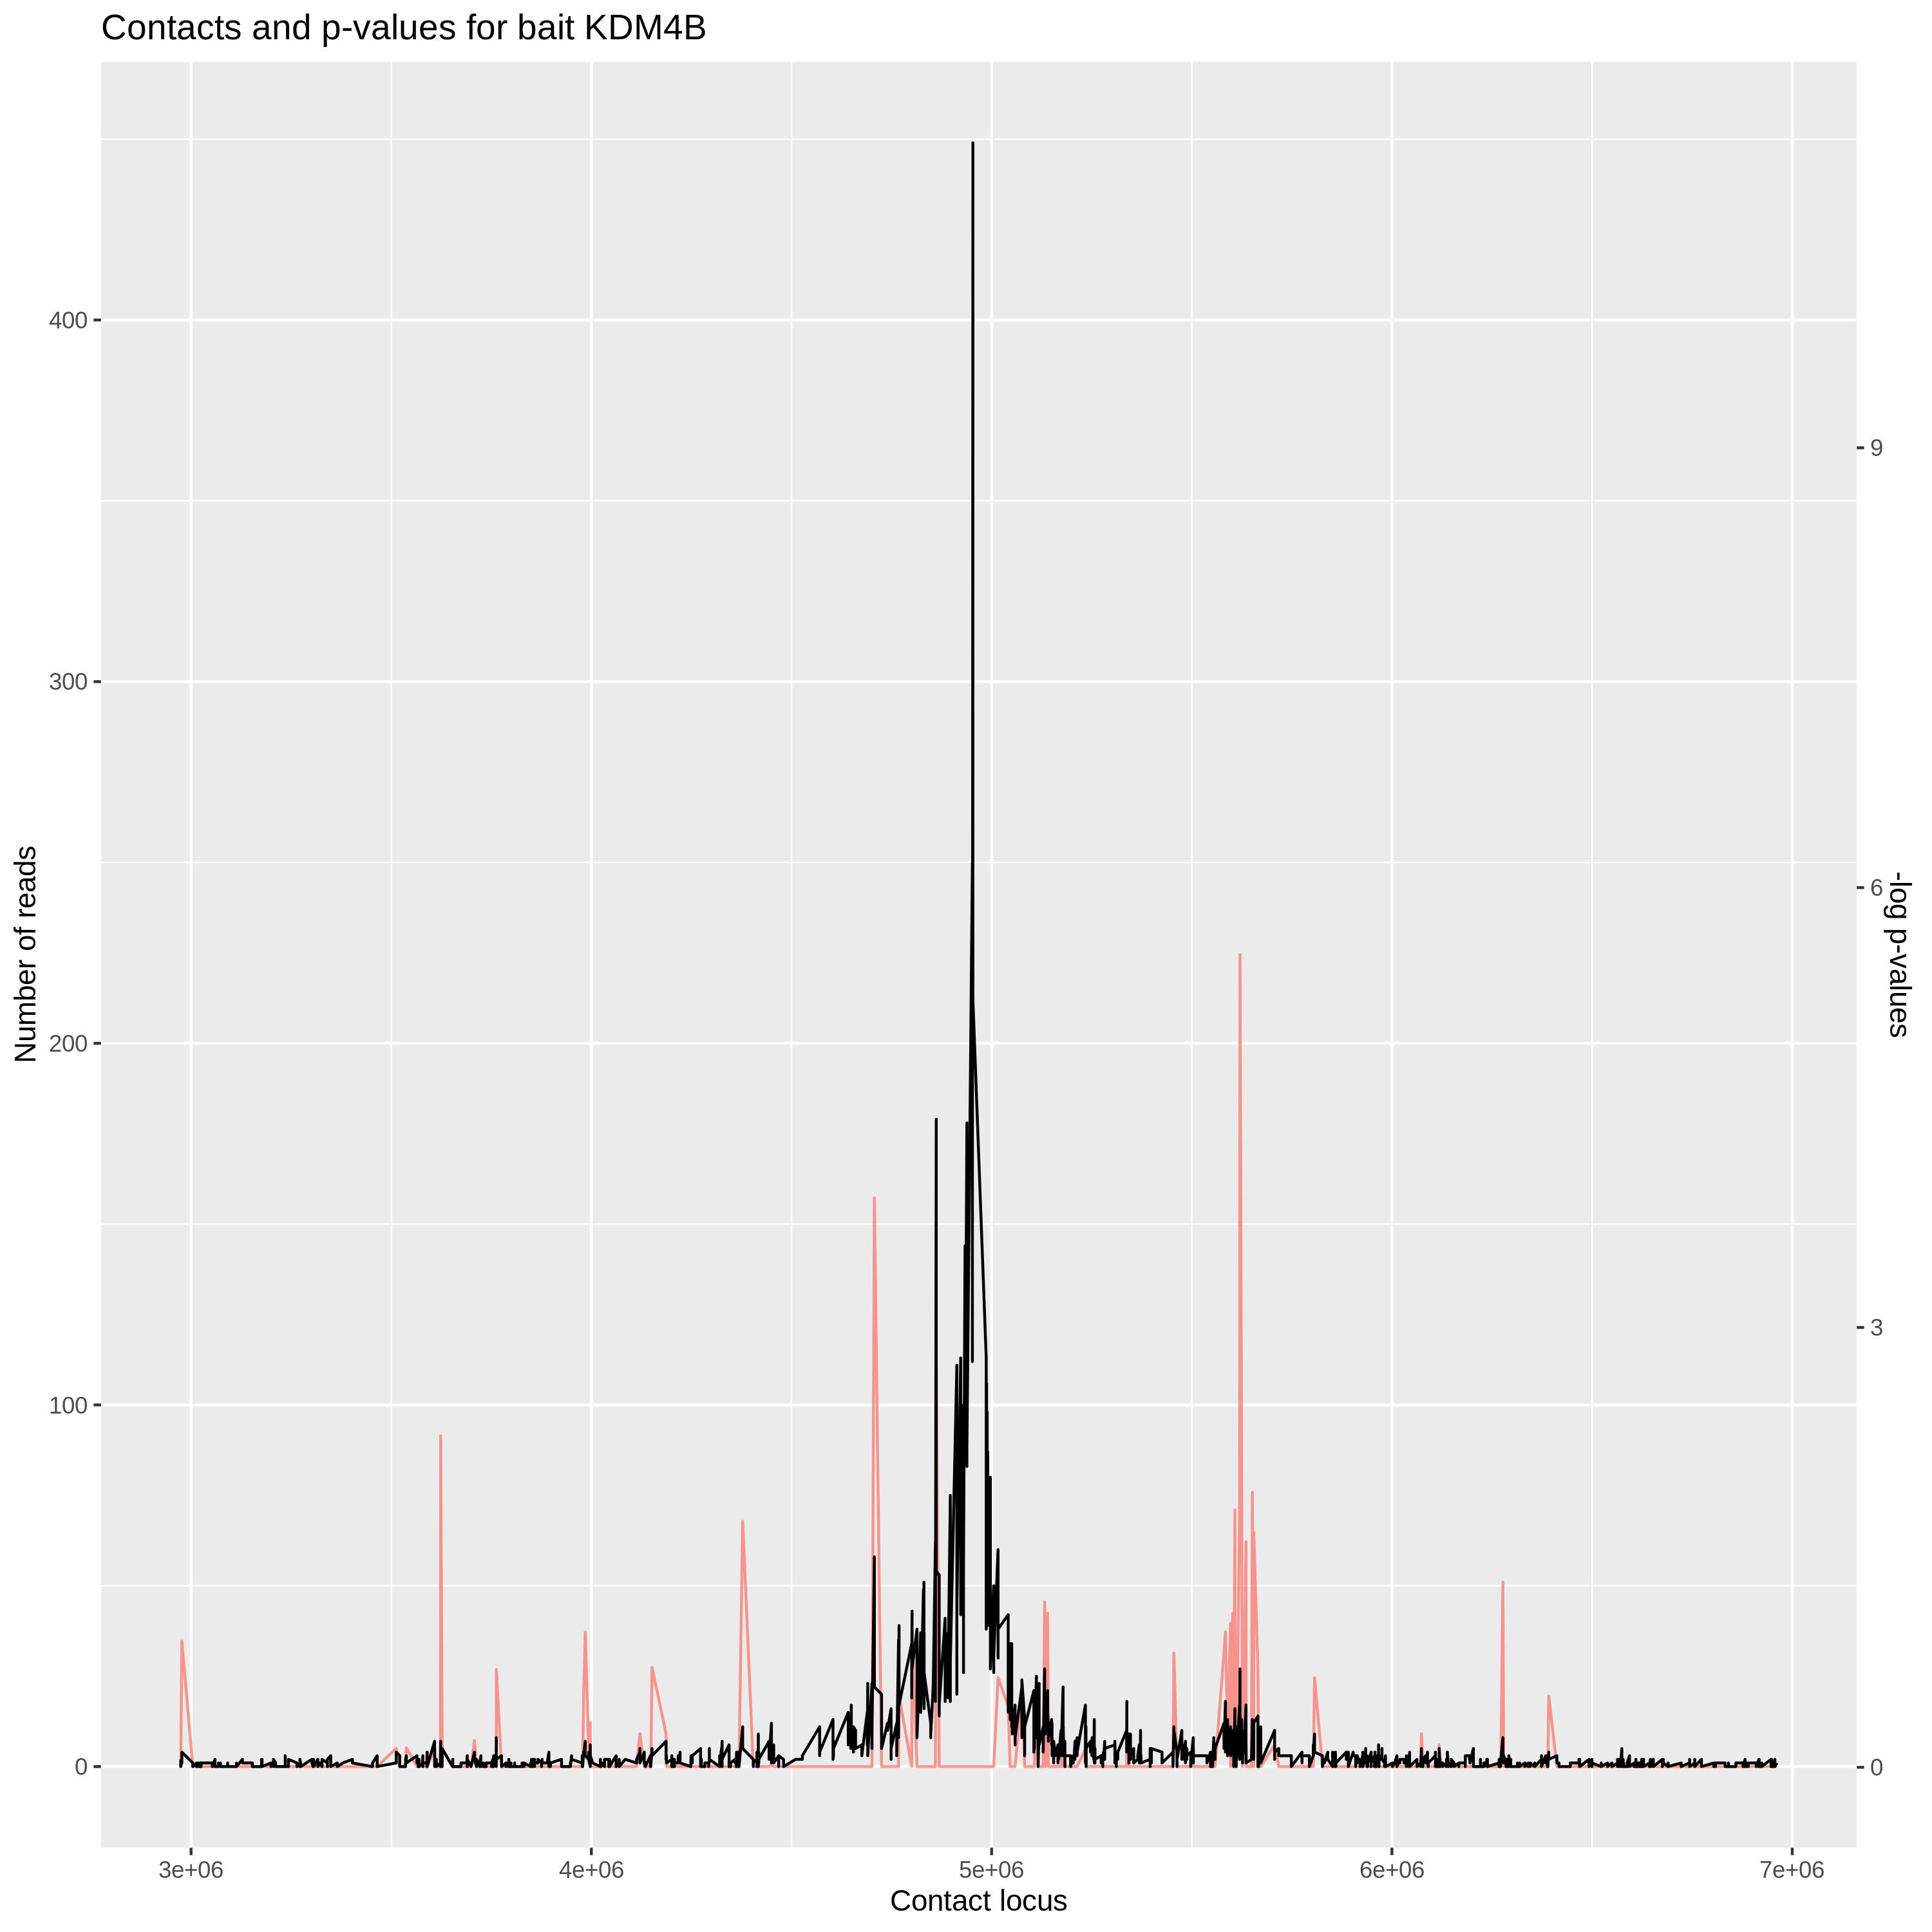 Contacts and p-values for bait KDM4B
Number of reads
400
300
200
100
0
9
6
3
0
-log p-values
3e+06
4e+06
5e+06
6e+06
7e+06
Contact locus